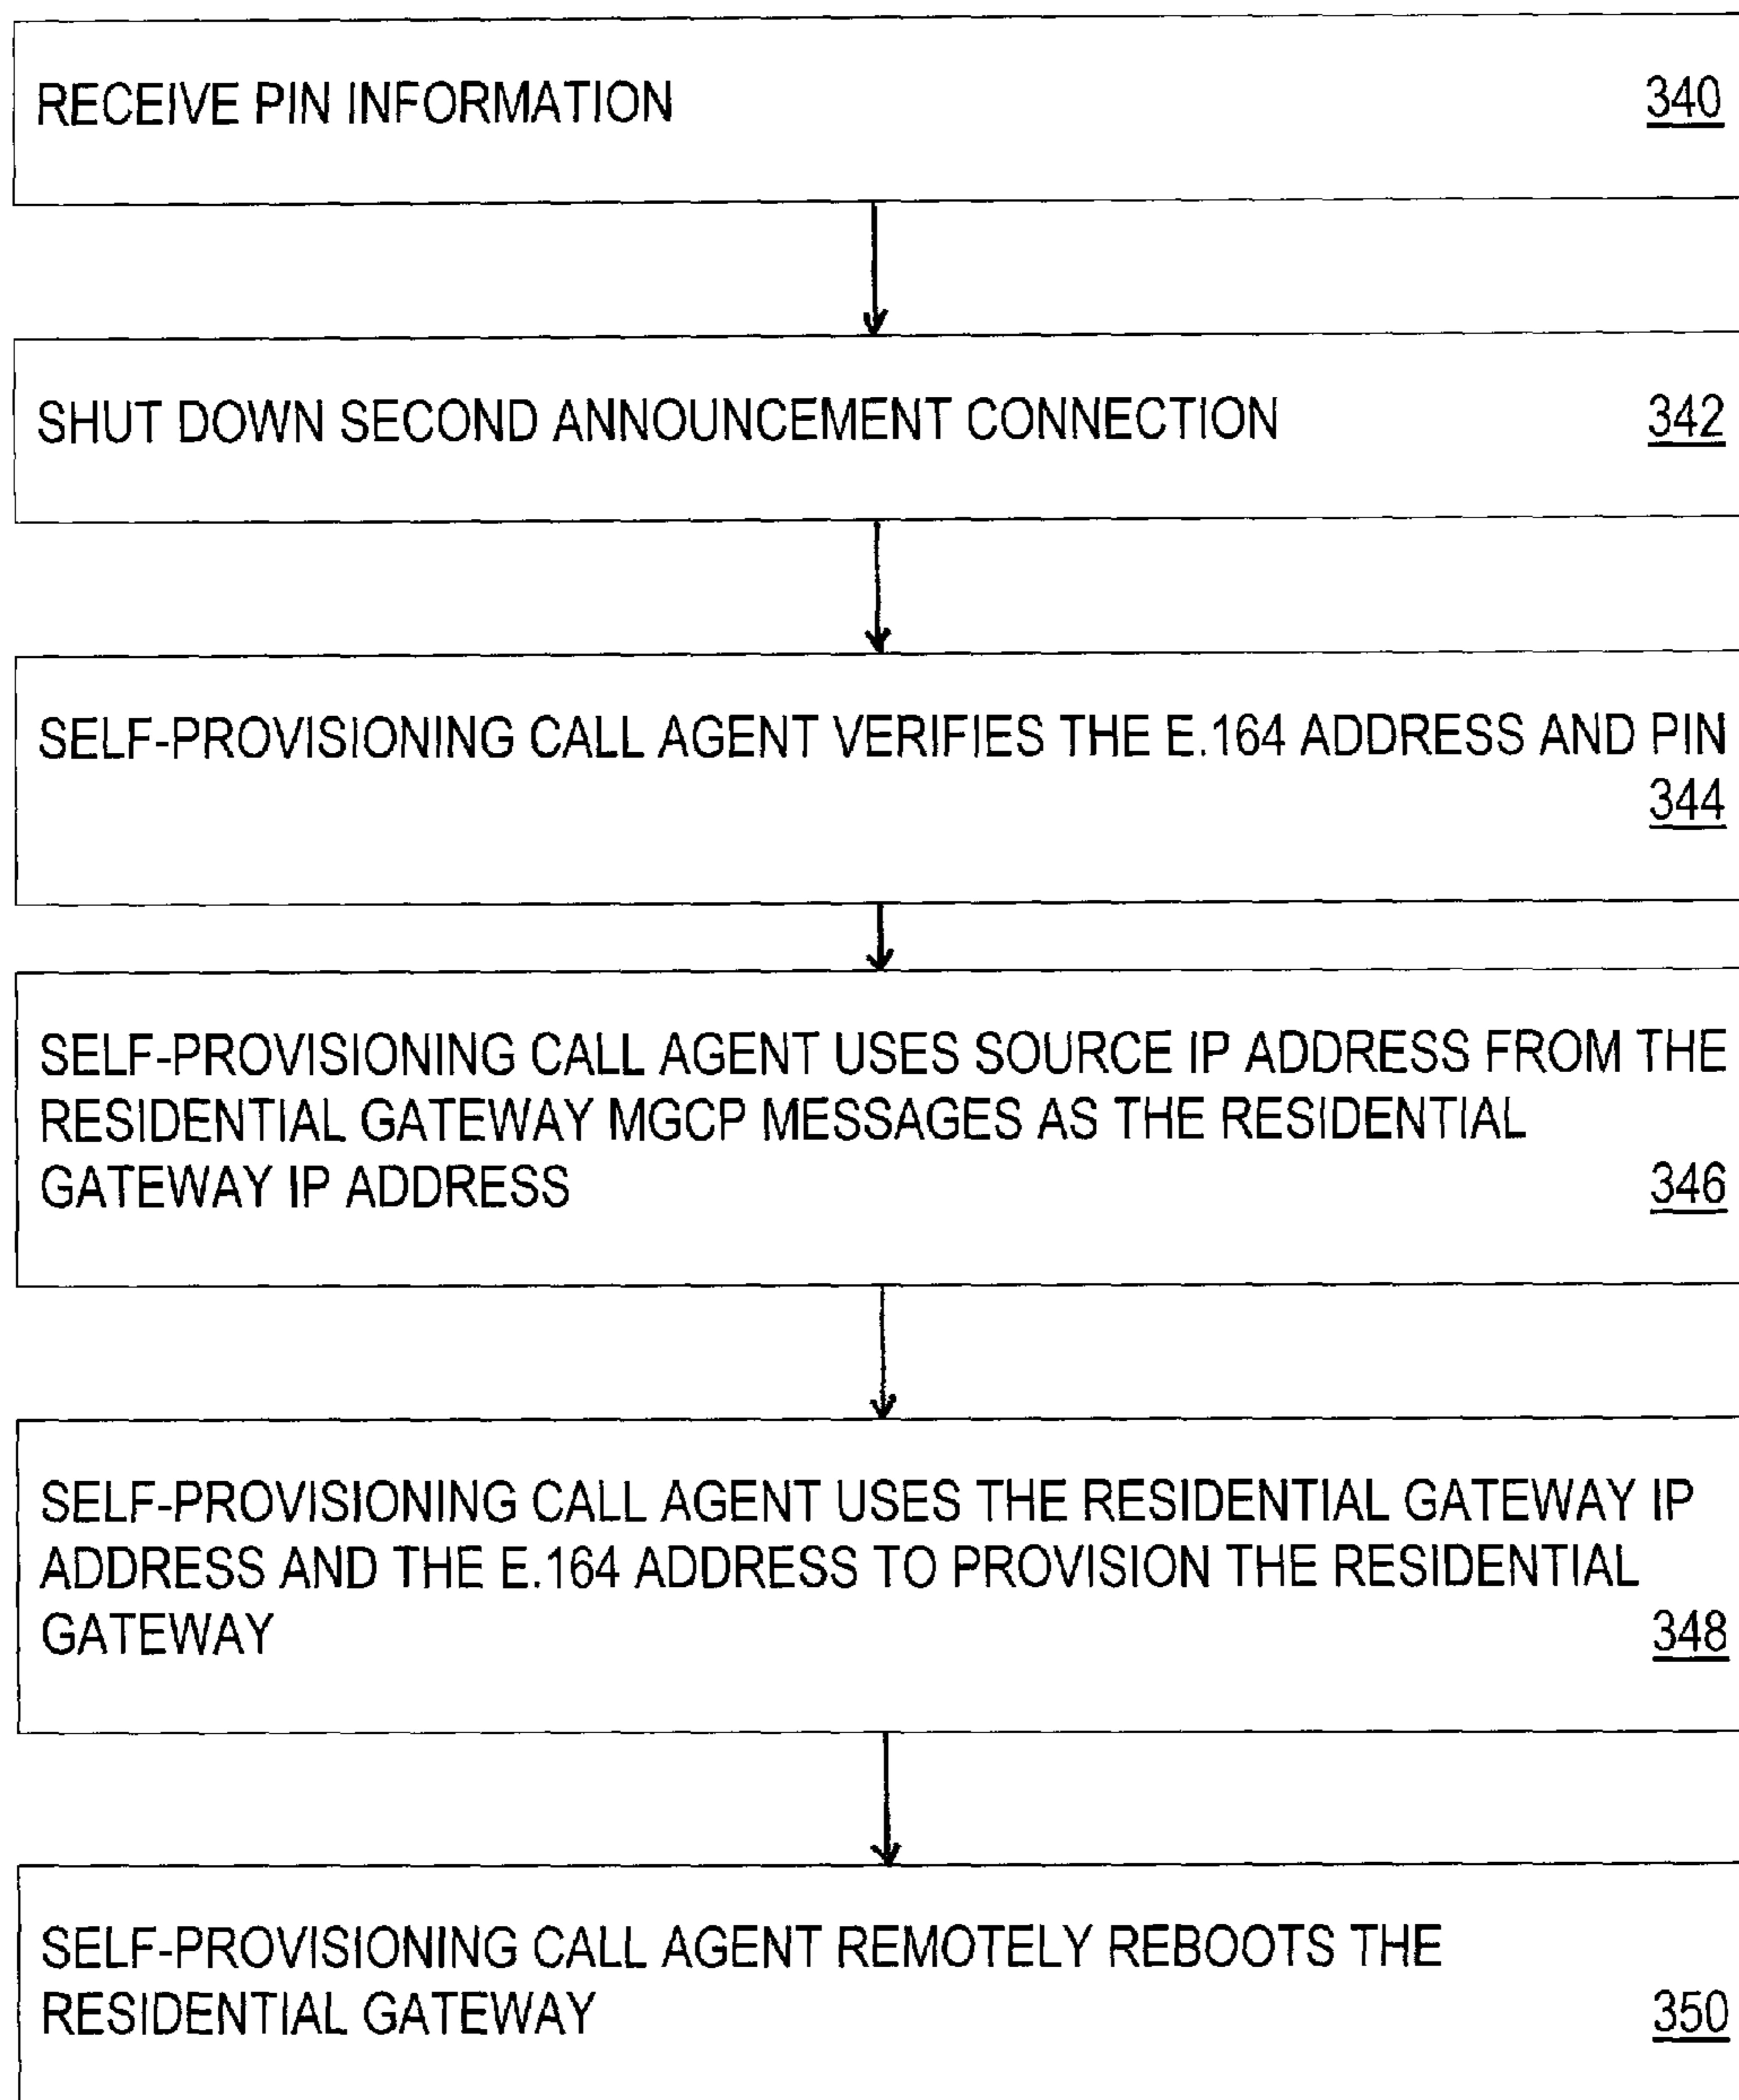 RECEIVE PIN INFORMATION 340
SHUT DOWN SECOND ANNOUNCEMENT CONNECTION 342
SELF-PROVISIONING CALL AGENT VERIFIES THE E.164 ADDRESS AND PIN
344
SELF-PROVISIONING CALL AGENT USES SOURCE IP ADDRESS FROM THE
RESIDENTIAL GATEWAY MGCP MESSAGES AS THE RESIDENTIAL
GATEWAY IP ADDRESS 346
SELF-PROVISIONING CALL AGENT USES THE RESIDENTIAL GATEWAY IP
ADDRESS AND THE E.164 ADDRESS TO PROVISION THE RESIDENTIAL
GATEWAY 348
SELF-PROVISIONING CALL AGENT REMOTELY REBOOTS THE
RESIDENTIAL GATEWAY 350